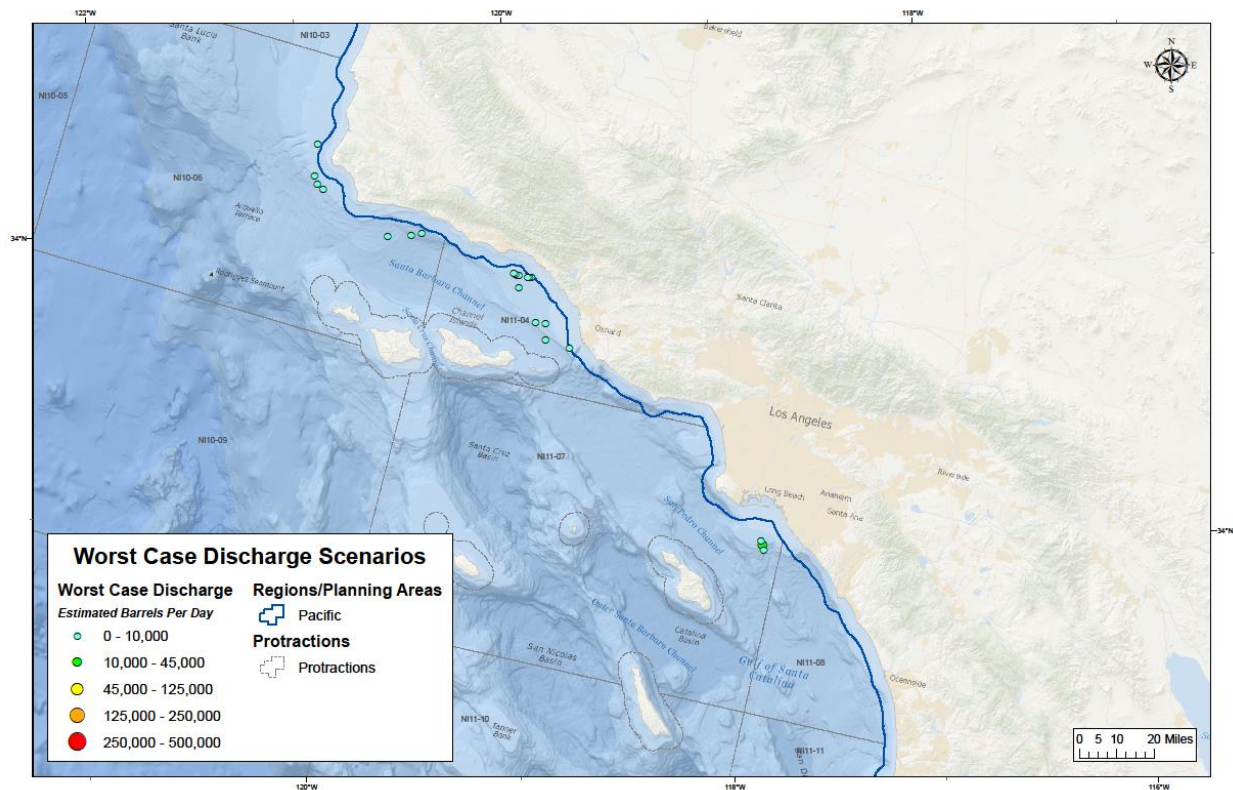 122°W
120°W
118°W
Santa Lucia
Bank
NI10-03
Bakersfield
N
W E
S
NI10-05
NI10-06
Arguello
Terrace
34°N
Rodriguez Seamount
Santa Barbara Channel
Santa Clarita
Channel
Islands
NI11-04
Santa Cruz Channel
Oxnard
Los Angeles
NI10-09
Santa Cruz
Basin
NI11-07
Riverside
Long Beach
Anaheim
Santa Ana
San Pedro Channel
34°N
Outer Santa Barbara Channel
Catalina
Basin
San Nicolas
Basin
Gulf of Santa
Catalina
NI11-08
Oceanside
NI11-10
Tanner
Bank
NI11-11
Worst Case Discharge Scenarios
Worst Case Discharge
Estimated Barrels Per Day
0 - 10,000
10,000 - 45,000
45,000 - 125,000
125,000 - 250,000
250,000 - 500,000
Regions/Planning Areas
Pacific
Protractions
Protractions
0 5 10 20 Miles
120°W
118°W
116°W